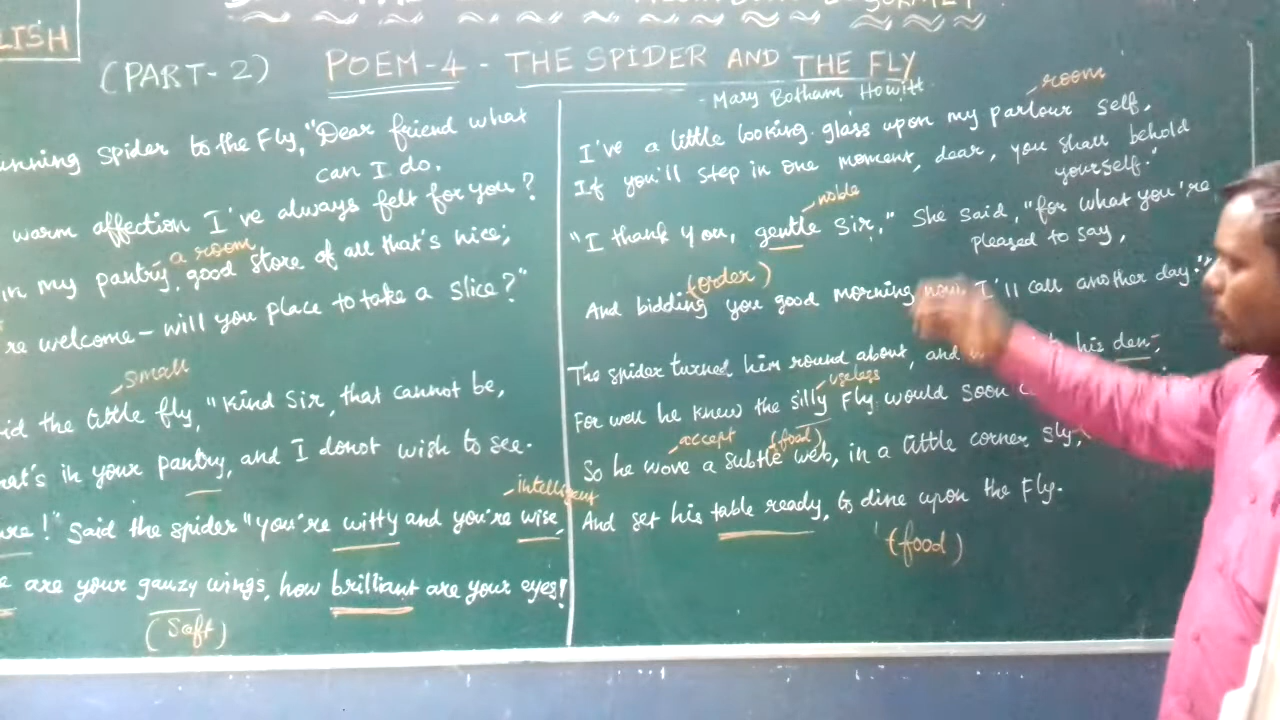 LISH
(PART-2) POEM-4 - THE SPIDER AND THE FLY
- Mary Botham Howitt
unning spider to the Fly, "Dear friend what
can I do.
warm affection I've always felt for you?
a room
in my pantry, good store of all that's nice;
're welcome - will you place to take a slice?"
small
id the little fly, "Kind Sir, that cannot be,
hat's in your pantry, and I donot wish to see.
intelligent
ure!" Said the spider "you're witty and you're wise
e are your gauzy wings, how brilliant are your eyes!
(Soft)
room
I've a little looking glass upon my parlour self,
If you'll step in one moment, dear, you shall behold
yourself."
noble
"I thank you, gentle Sir," She Said, "for what you're
pleased to say,
(order)
And bidding you good morning now I'll call another day."
The spider turned him round about, and his den,
useless
For well he knew the silly Fly would soon
accept (food)
So he wove a subtle web, in a little corner sly,
And set his table ready, to dine upon the Fly.
(food)